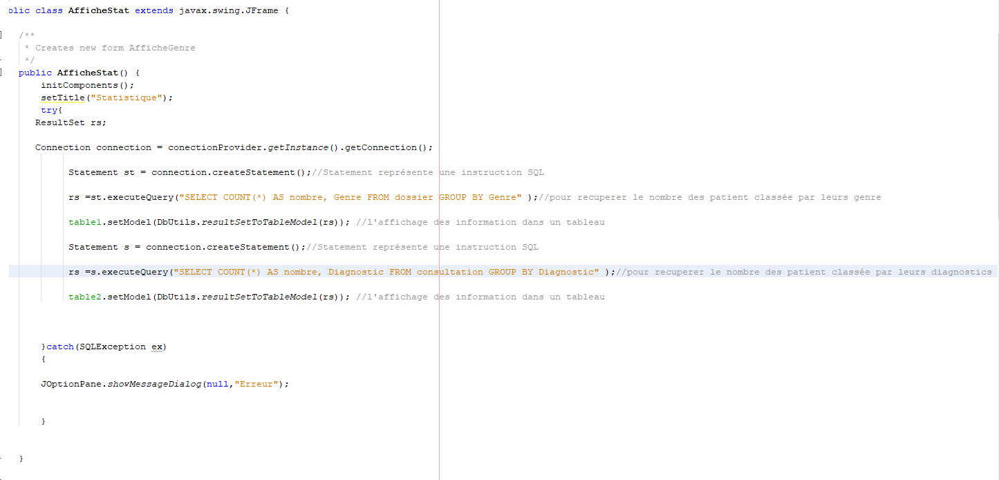 blic class AfficheStat extends javax.swing.JFrame {
/**
* Creates new form AfficheGenre
*/
public AfficheStat() {
initComponents();
setTitle("Statistique");
try{
ResultSet rs;
Connection connection = conectionProvider.getInstance().getConnection();
Statement st = connection.createStatement();//Statement représente une instruction SQL
rs =st.executeQuery("SELECT COUNT(*) AS nombre, Genre FROM dossier GROUP BY Genre" );//pour recuperer le nombre des patient classée par leurs genre
table1.setModel(DbUtils.resultSetToTableModel(rs)); //l'affichage des information dans un tableau
Statement s = connection.createStatement();//Statement représente une instruction SQL
rs =s.executeQuery("SELECT COUNT(*) AS nombre, Diagnostic FROM consultation GROUP BY Diagnostic" );//pour recuperer le nombre des patient classée par leurs diagnostics
table2.setModel(DbUtils.resultSetToTableModel(rs)); //l'affichage des information dans un tableau
}catch(SQLException ex)
{
JOptionPane.showMessageDialog(null,"Erreur");
}
}